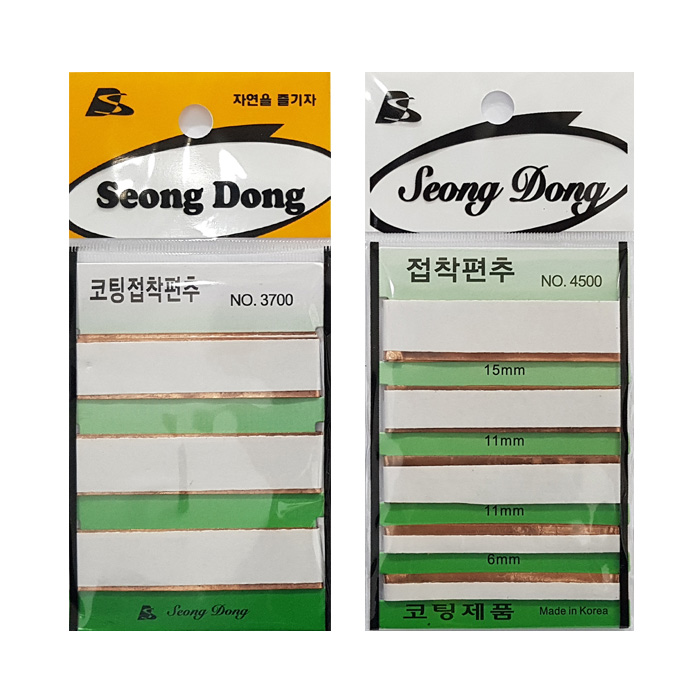 자연을 즐기자
Seong Dong
코팅접착편추
NO. 3700
Seong Dong
Seong Dong
접착편추
NO. 4500
15mm
11mm
11mm
6mm
코팅제품
Made in Korea